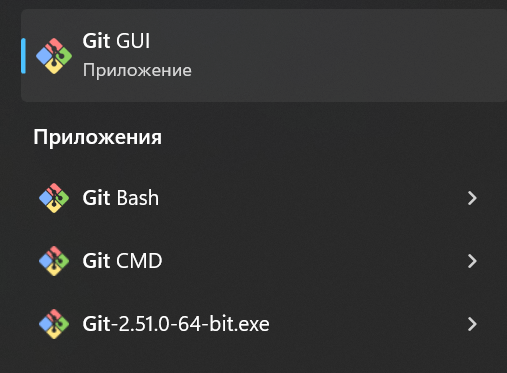 Git GUI
Приложение
Приложения
Git Bash
Git CMD
Git-2.51.0-64-bit.exe